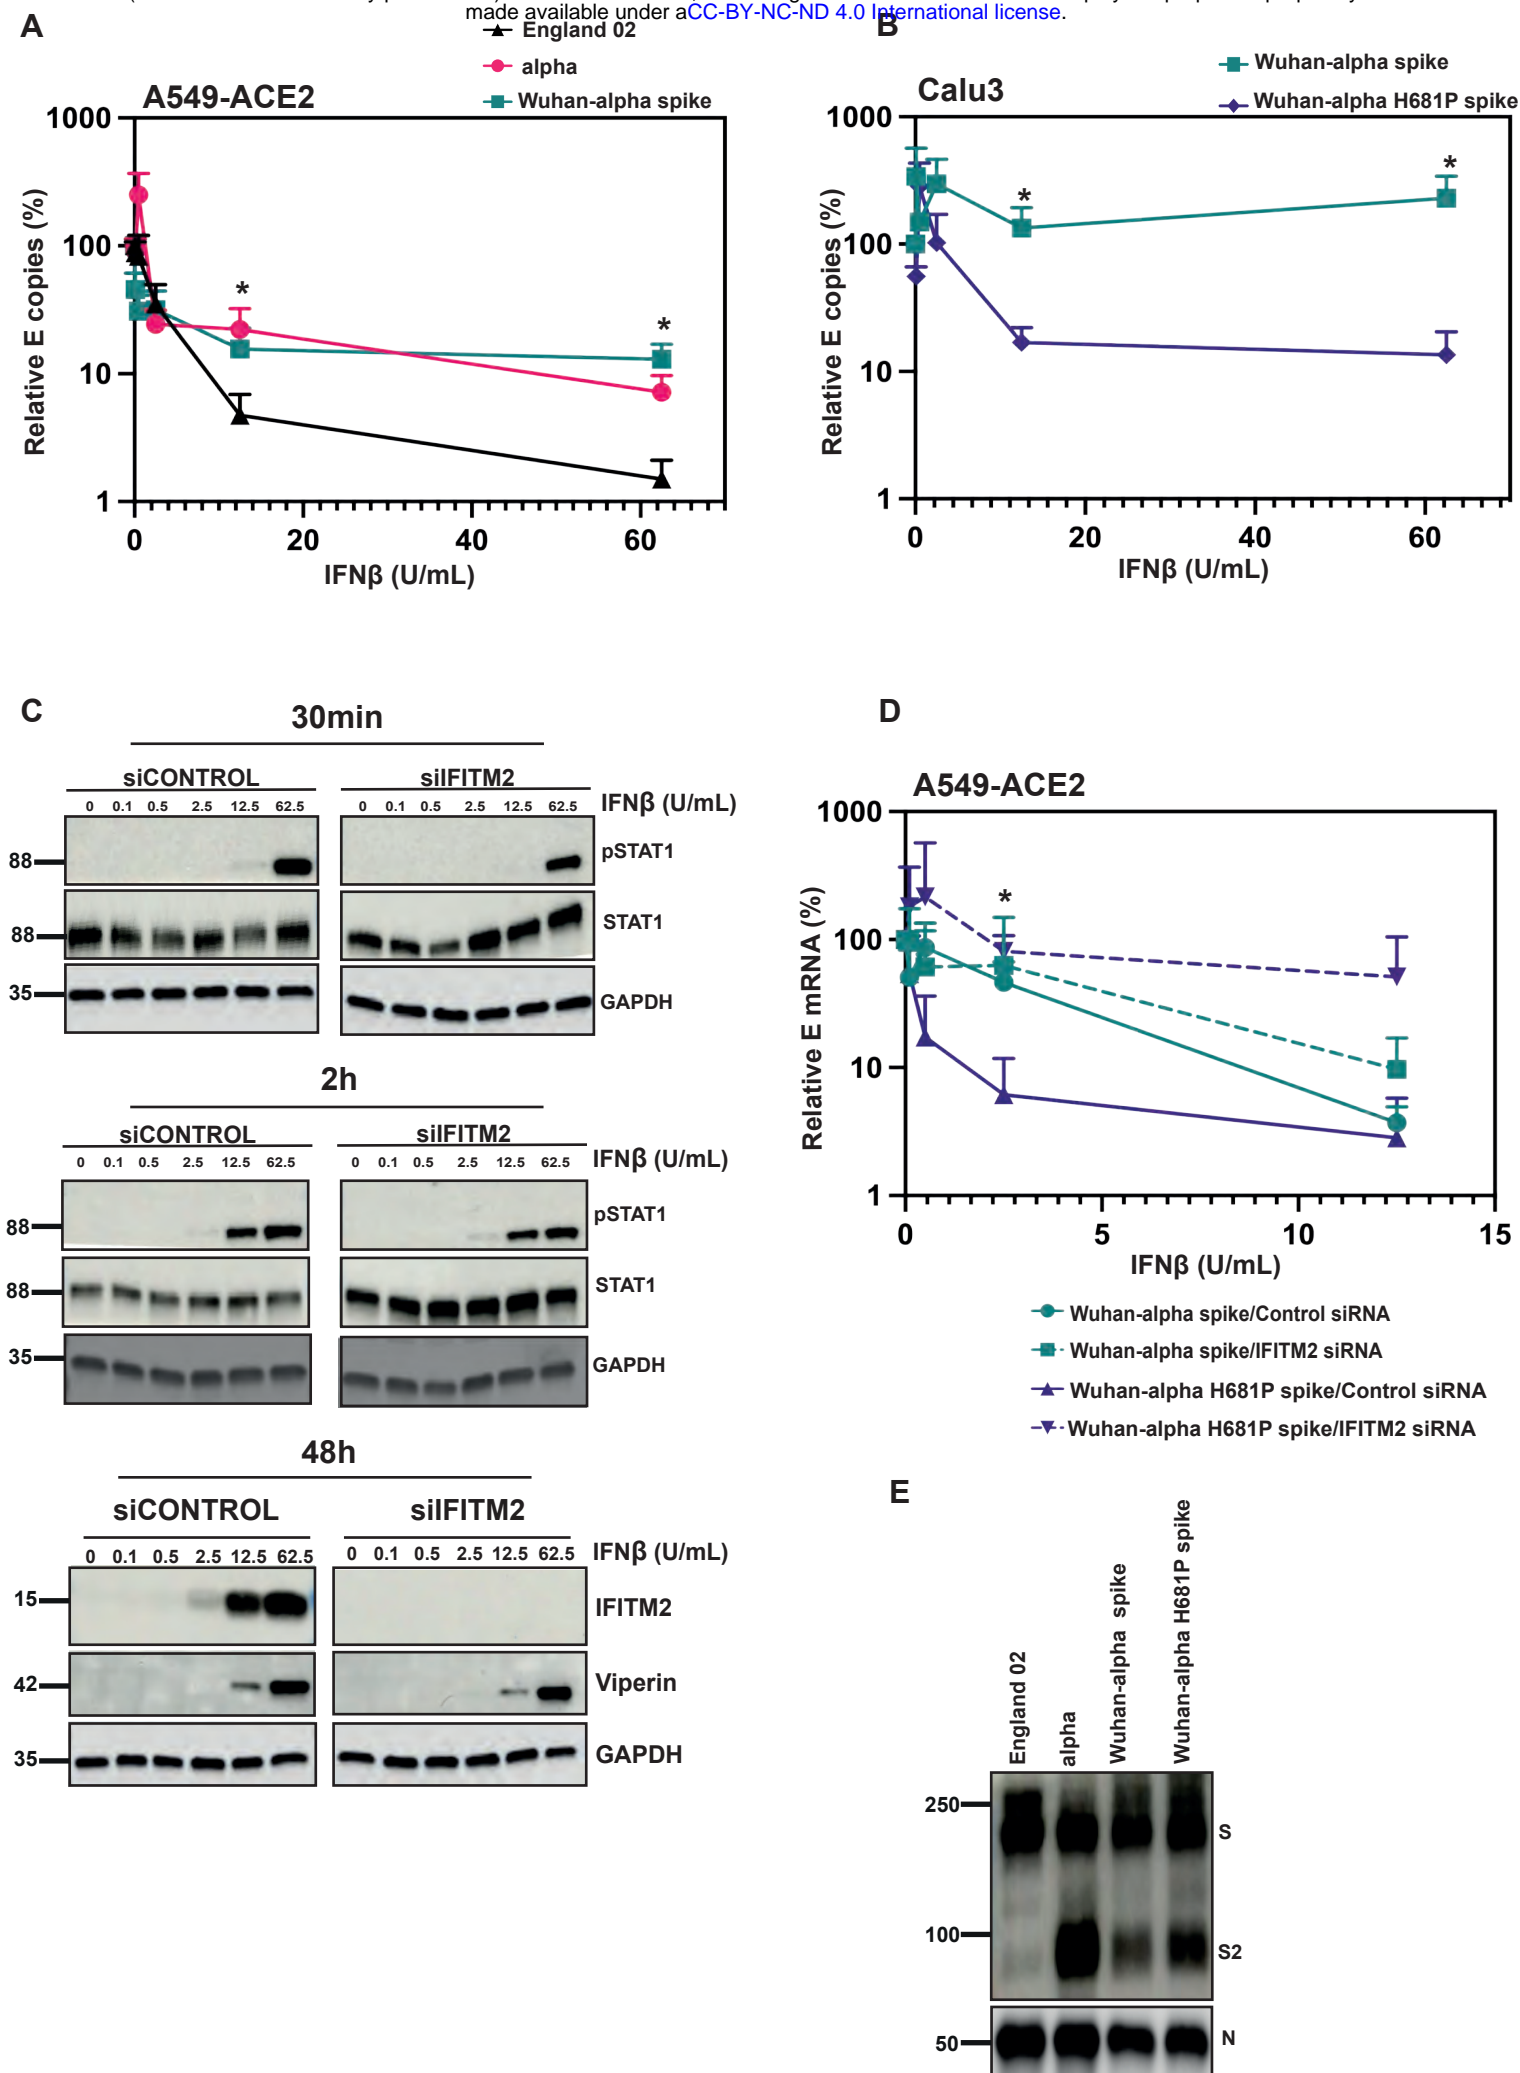 made available under aCC-BY-NC-ND 4.0 International license.
A
England 02
alpha
Wuhan-alpha spike
A549-ACE2
1000
100
10
1
Relative E copies (%)
*
*
0 20 40 60
IFNβ (U/mL)
B
Wuhan-alpha spike
Wuhan-alpha H681P spike
Calu3
1000
100
10
1
Relative E copies (%)
*
*
0 20 40 60
IFNβ (U/mL)
C
30min
siCONTROL siIFITM2
0 0.1 0.5 2.5 12.5 62.5 0 0.1 0.5 2.5 12.5 62.5 IFNβ (U/mL)
88 pSTAT1
88 STAT1
35 GAPDH
2h
siCONTROL siIFITM2
0 0.1 0.5 2.5 12.5 62.5 0 0.1 0.5 2.5 12.5 62.5 IFNβ (U/mL)
88 pSTAT1
88 STAT1
35 GAPDH
48h
siCONTROL siIFITM2
0 0.1 0.5 2.5 12.5 62.5 0 0.1 0.5 2.5 12.5 62.5 IFNβ (U/mL)
15 IFITM2
42 Viperin
35 GAPDH
D
A549-ACE2
1000
100
10
1
Relative E mRNA (%)
*
0 5 10 15
IFNβ (U/mL)
Wuhan-alpha spike/Control siRNA
Wuhan-alpha spike/IFITM2 siRNA
Wuhan-alpha H681P spike/Control siRNA
Wuhan-alpha H681P spike/IFITM2 siRNA
E
England 02
alpha
Wuhan-alpha spike
Wuhan-alpha H681P spike
250 S
100 S2
50 N